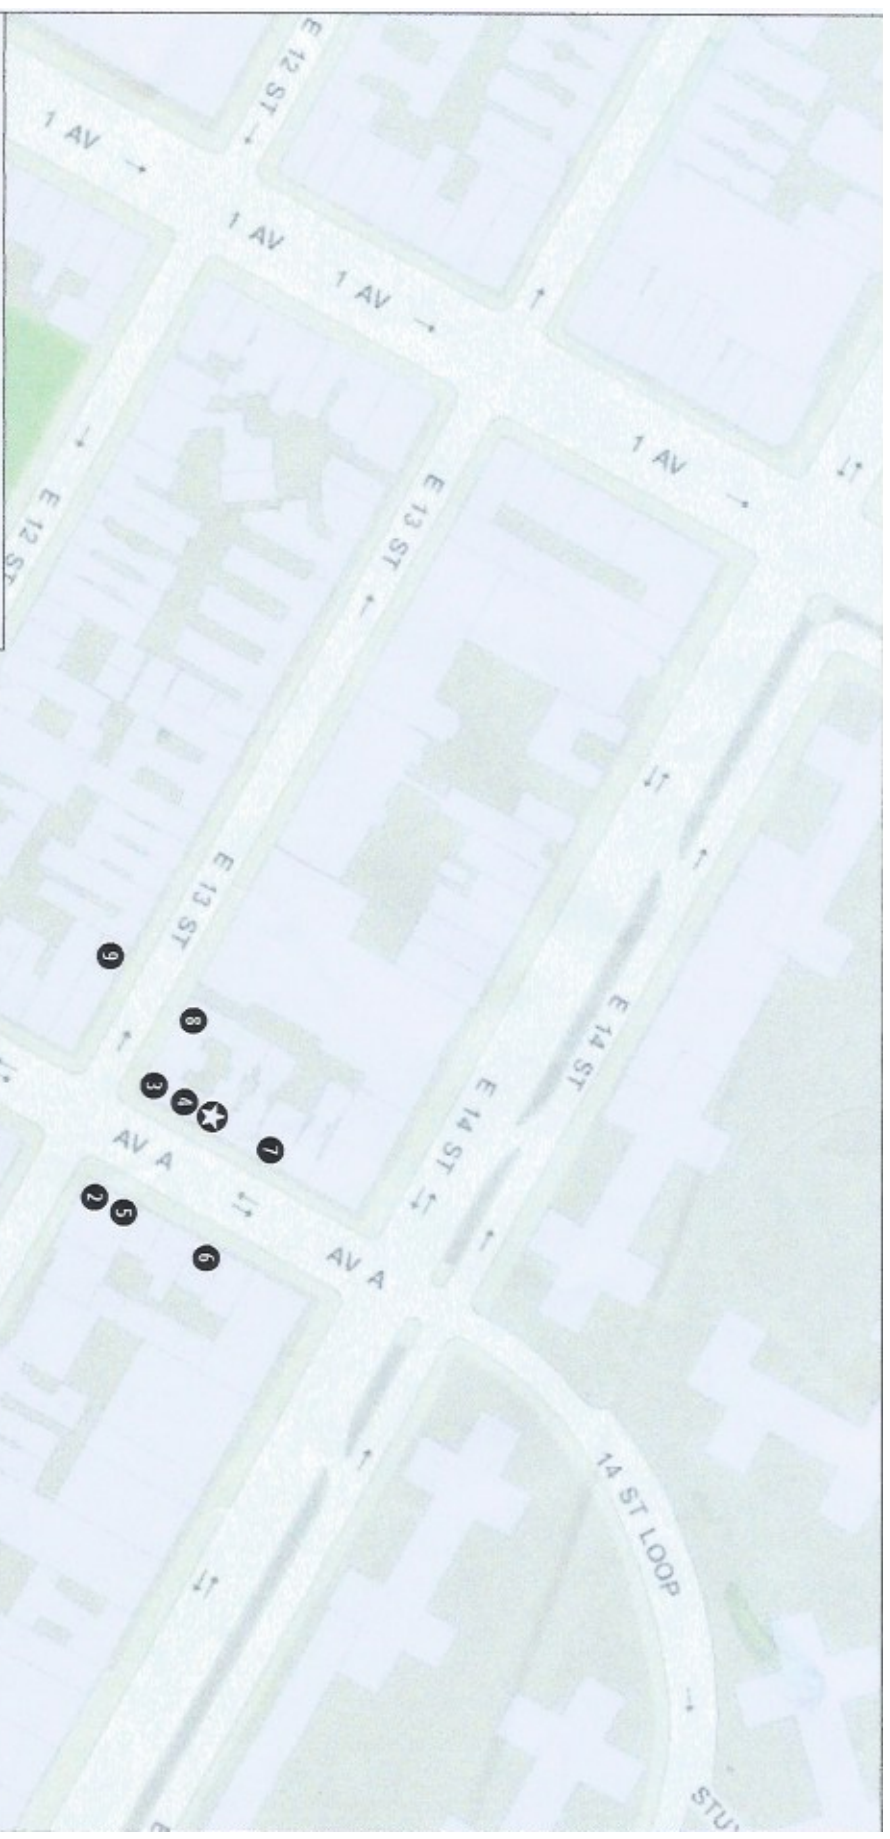 E 12 ST →
1 AV →
1 AV
1 AV →
→
1 AV →
E 13 ST
←
E 12 ST
E 13 ST
E 14 ST
E 14 ST
9
8
3
4
7
AV A
2
5
6
AV A
14 ST LOOP
E